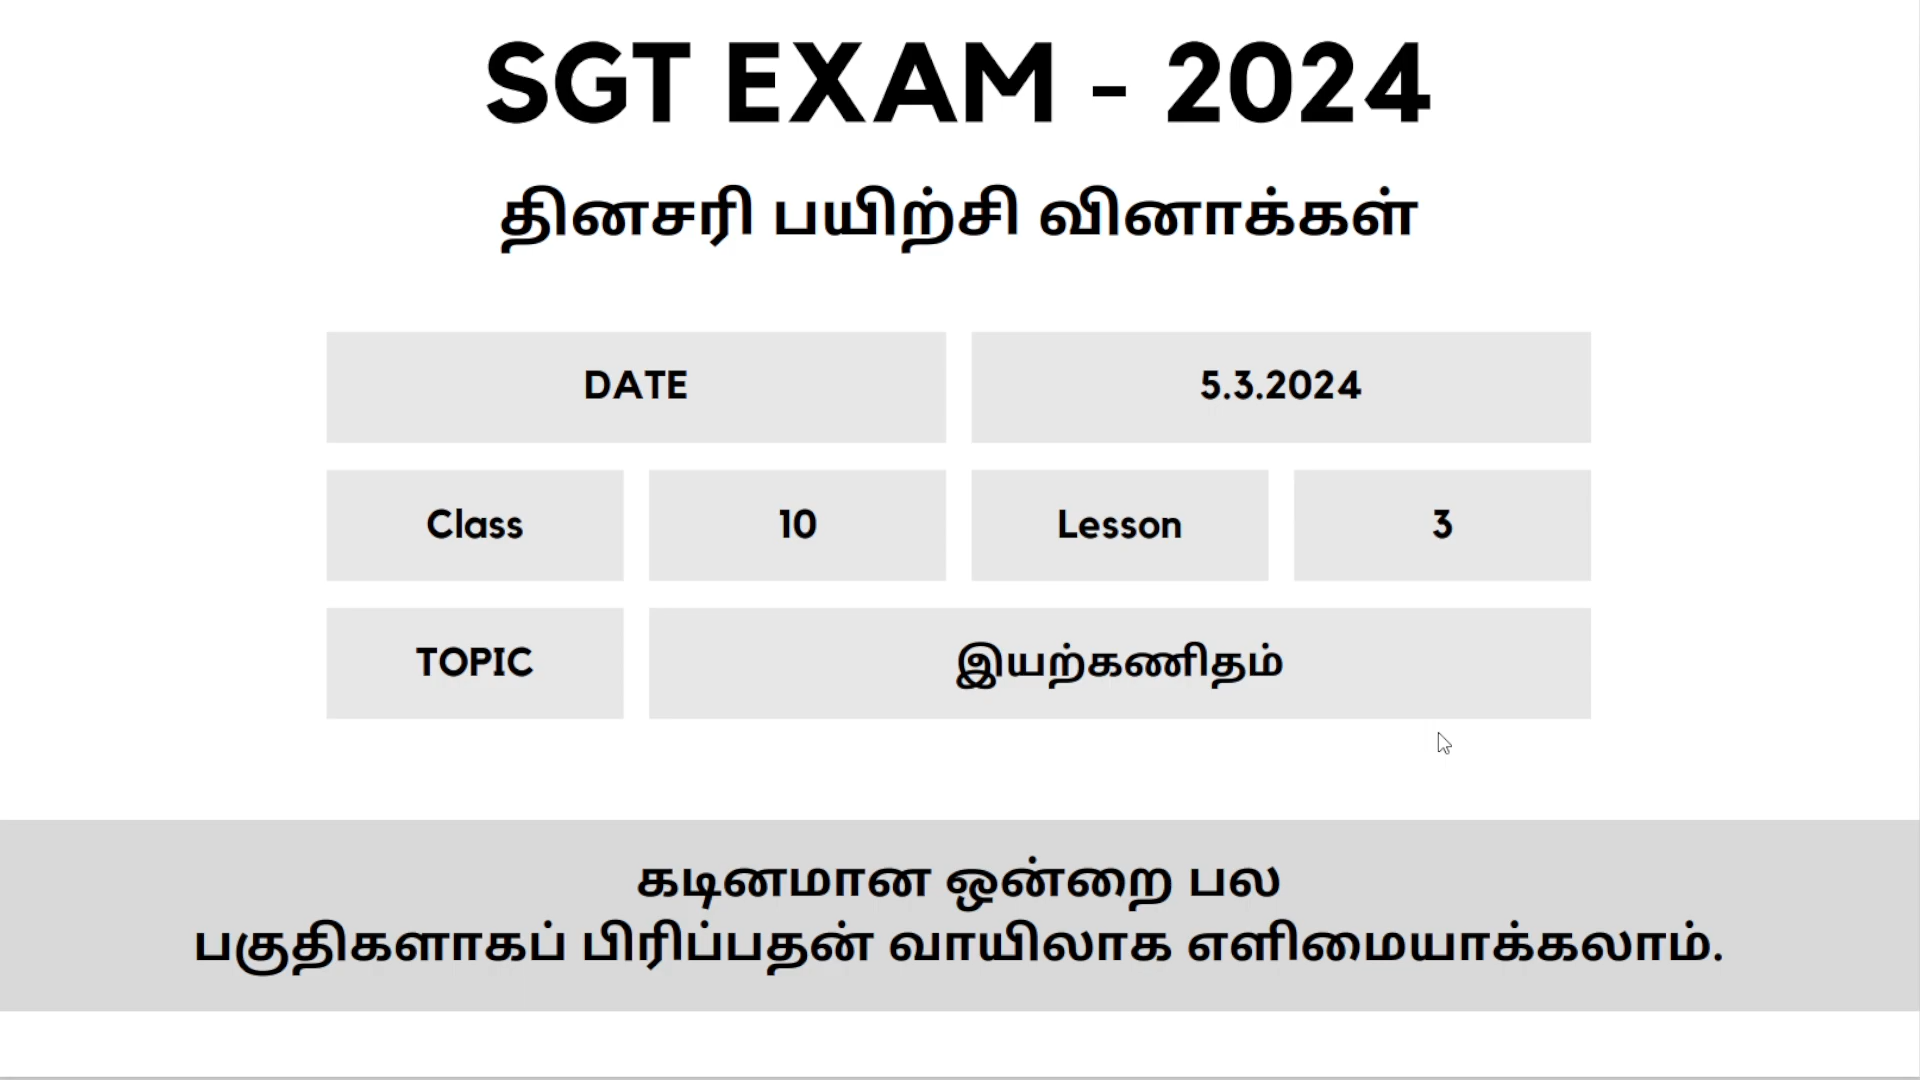 SGT EXAM - 2024
தினசரி பயிற்சி வினாக்கள்
DATE 5.3.2024
Class 10 Lesson 3
TOPIC இயற்கணிதம்
கடினமான ஒன்றை பல
பகுதிகளாகப் பிரிப்பதன் வாயிலாக எளிமையாக்கலாம்.